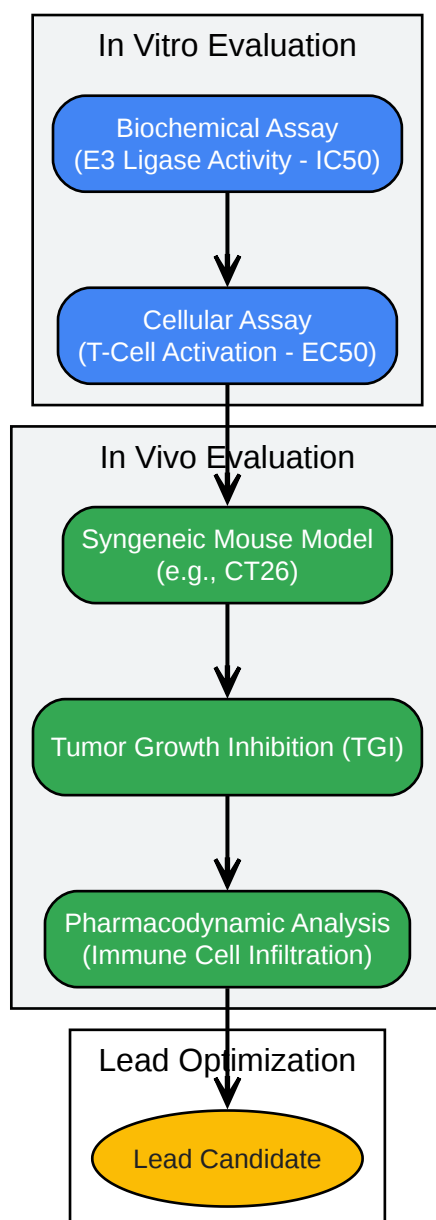 In Vitro Evaluation
Biochemical Assay
(E3 Ligase Activity - IC50)
Cellular Assay
(T-Cell Activation - EC50)
In Vivo Evaluation
Syngeneic Mouse Model
(e.g., CT26)
Tumor Growth Inhibition (TGI)
Pharmacodynamic Analysis
(Immune Cell Infiltration)
Lead Optimization
Lead Candidate